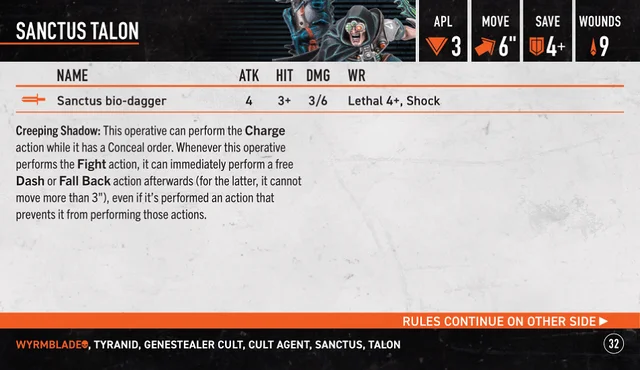 SANCTUS TALON
APL MOVE SAVE WOUNDS
3 6" 4+ 9
NAME ATK HIT DMG WR
Sanctus bio-dagger 4 3+ 3/6 Lethal 4+, Shock
Creeping Shadow: This operative can perform the Charge
action while it has a Conceal order. Whenever this operative
performs the Fight action, it can immediately perform a free
Dash or Fall Back action afterwards (for the latter, it cannot
move more than 3"), even if it's performed an action that
prevents it from performing those actions.
RULES CONTINUE ON OTHER SIDE
WYRMBLADE, TYRANID, GENESTEALER CULT, CULT AGENT, SANCTUS, TALON
32